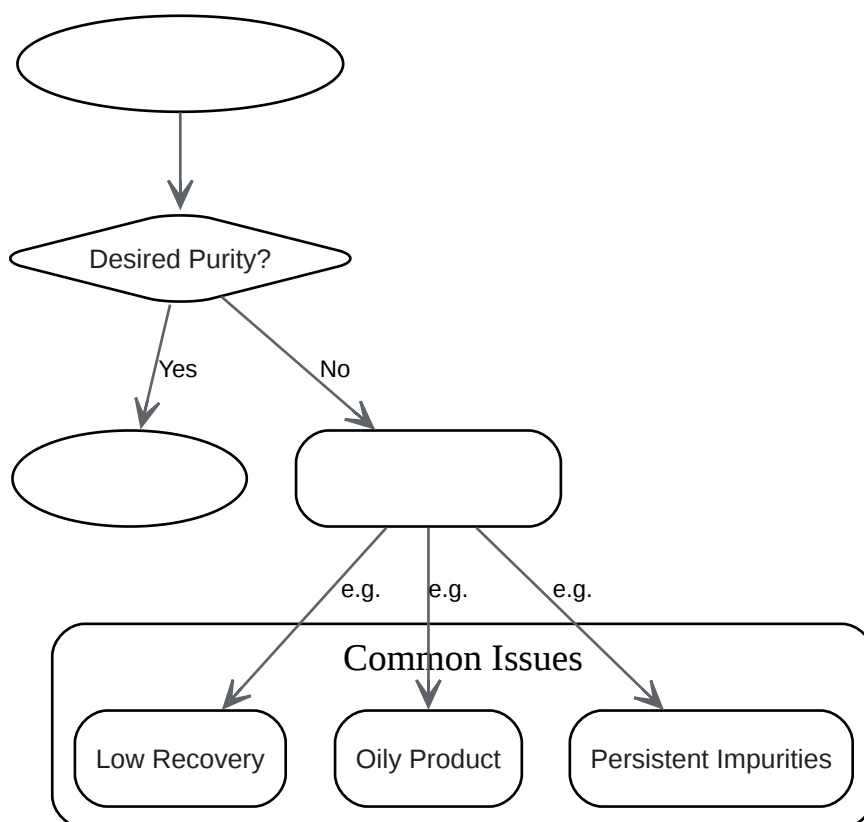 Desired Purity?
Yes
No
e.g.
e.g.
e.g.
Common Issues
Low Recovery
Oily Product
Persistent Impurities